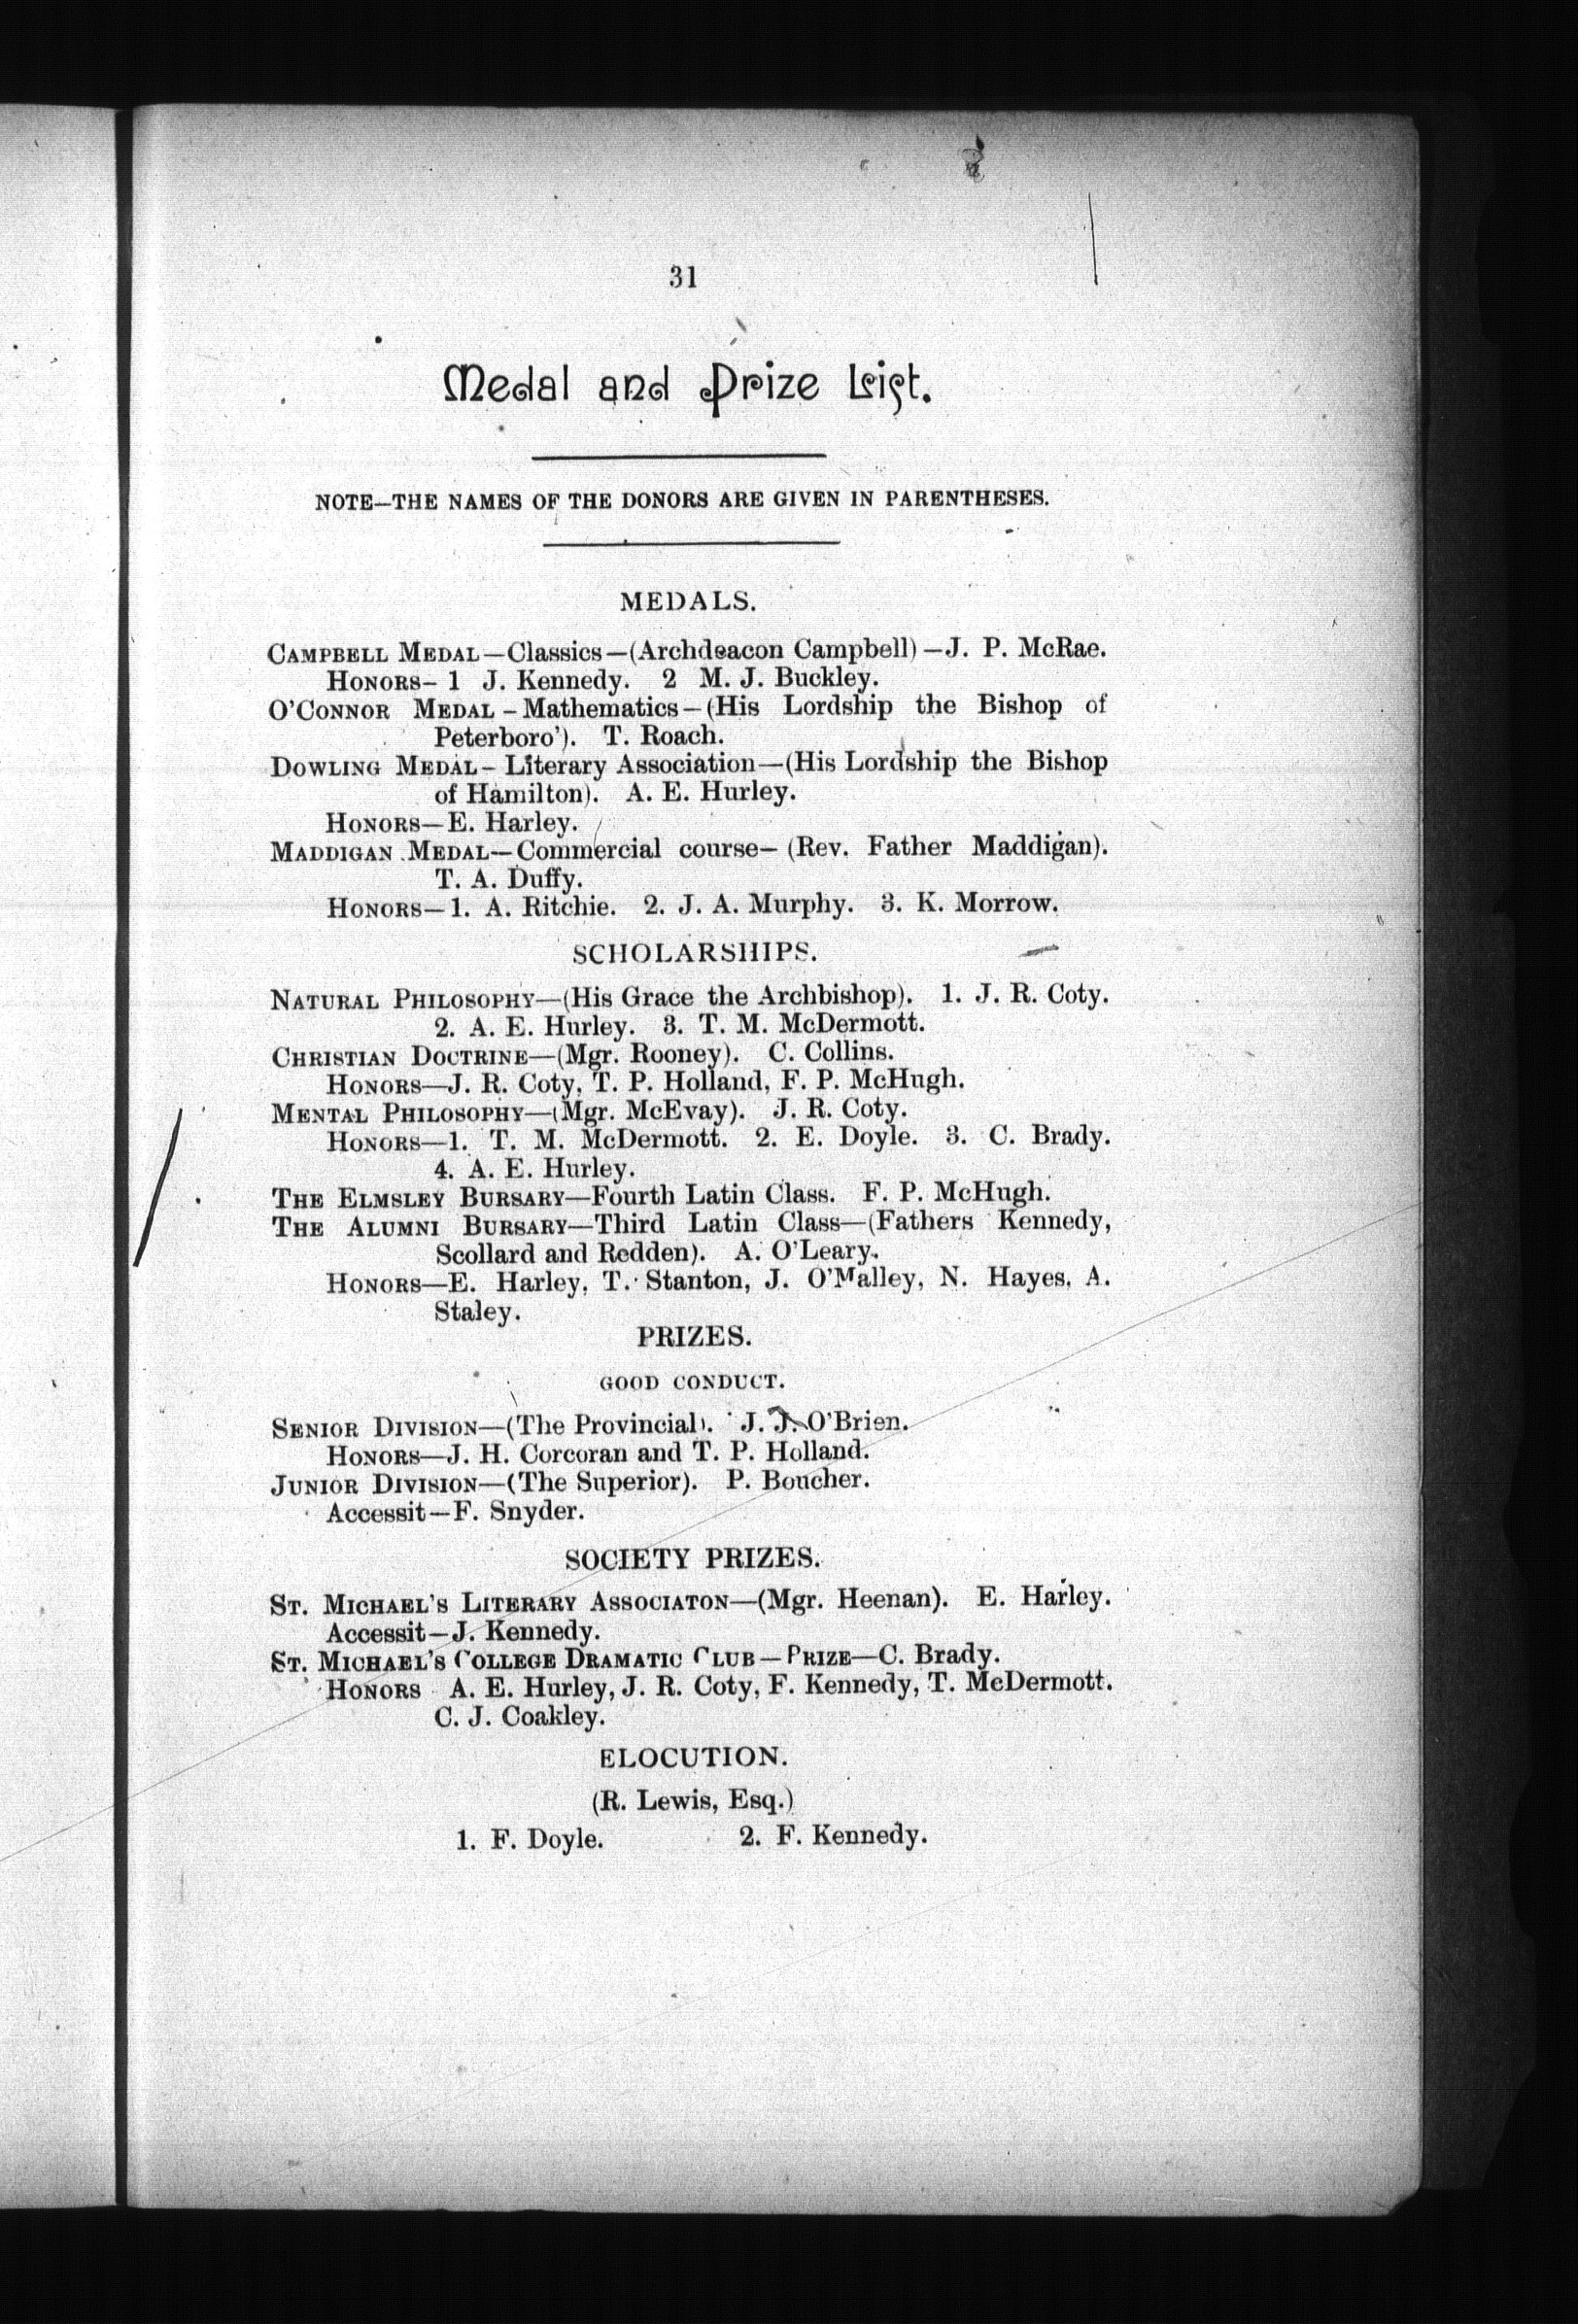 31
Medal and Prize List.
NOTE—THE NAMES OF THE DONORS ARE GIVEN IN PARENTHESES.
MEDALS.
CAMPBELL MEDAL—Classics—(Archdeacon Campbell)—J. P. McRae.
HONORS—1 J. Kennedy. 2 M. J. Buckley.
O'CONNOR MEDAL—Mathematics—(His Lordship the Bishop of
Peterboro'). T. Roach.
DOWLING MEDAL—Literary Association—(His Lordship the Bishop
of Hamilton). A. E. Hurley.
HONORS—E. Harley.
MADDIGAN MEDAL—Commercial course—(Rev. Father Maddigan).
T. A. Duffy.
HONORS—1. A. Ritchie. 2. J. A. Murphy. 3. K. Morrow.
SCHOLARSHIPS.
NATURAL PHILOSOPHY—(His Grace the Archbishop). 1. J. R. Coty.
2. A. E. Hurley. 3. T. M. McDermott.
CHRISTIAN DOCTRINE—(Mgr. Rooney). C. Collins.
HONORS—J. R. Coty, T. P. Holland, F. P. McHugh.
MENTAL PHILOSOPHY—(Mgr. McEvay). J. R. Coty.
HONORS—1. T. M. McDermott. 2. E. Doyle. 3. C. Brady.
4. A. E. Hurley.
THE ELMSLEY BURSARY—Fourth Latin Class. F. P. McHugh.
THE ALUMNI BURSARY—Third Latin Class—(Fathers Kennedy,
Scollard and Redden). A. O'Leary.
HONORS—E. Harley, T. Stanton, J. O'Malley, N. Hayes, A.
Staley.
PRIZES.
GOOD CONDUCT.
SENIOR DIVISION—(The Provincial). J. J. O'Brien.
HONORS—J. H. Corcoran and T. P. Holland.
JUNIOR DIVISION—(The Superior). P. Boucher.
Accessit—F. Snyder.
SOCIETY PRIZES.
ST. MICHAEL'S LITERARY ASSOCIATON—(Mgr. Heenan). E. Harley.
Accessit—J. Kennedy.
ST. MICHAEL'S COLLEGE DRAMATIC CLUB—PRIZE—C. Brady.
HONORS A. E. Hurley, J. R. Coty, F. Kennedy, T. McDermott.
C. J. Coakley.
ELOCUTION.
(R. Lewis, Esq.)
1. F. Doyle. 2. F. Kennedy.